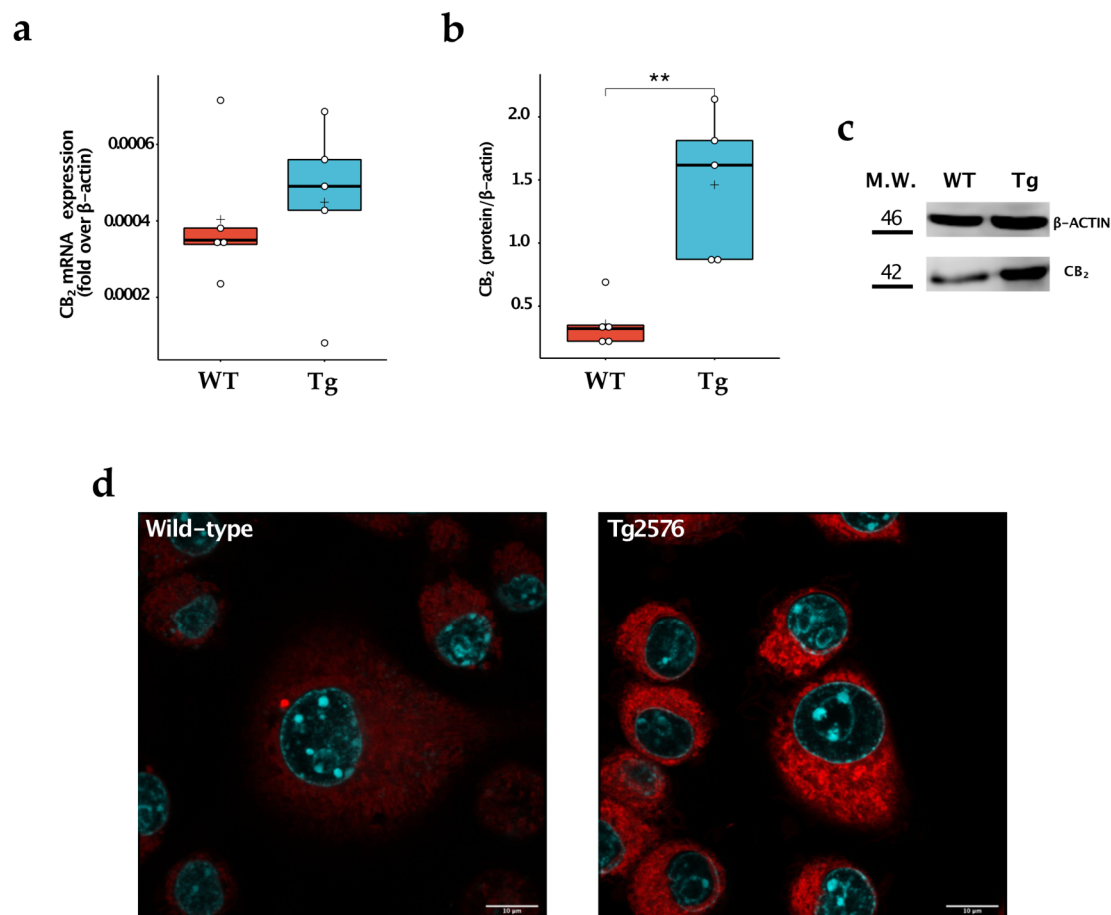 a
CB₂ mRNA expression
(fold over β-actin)
0.0006
0.0004
0.0002
WT
Tg
b
CB₂ (protein/β-actin)
2.0
1.5
1.0
0.5
**
WT
Tg
c
M.W. WT Tg
46 β-ACTIN
42 CB₂
d
Wild-type
10 µm
Tg2576
10 µm